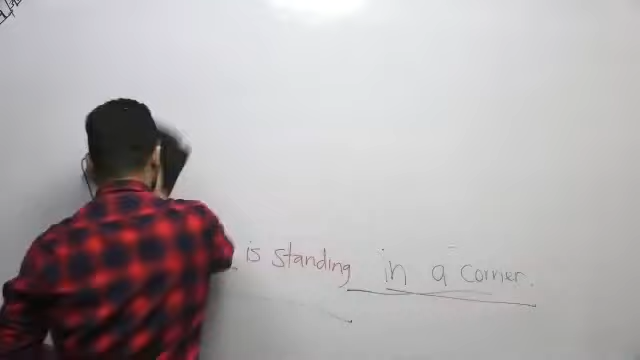 is standing in a corner.